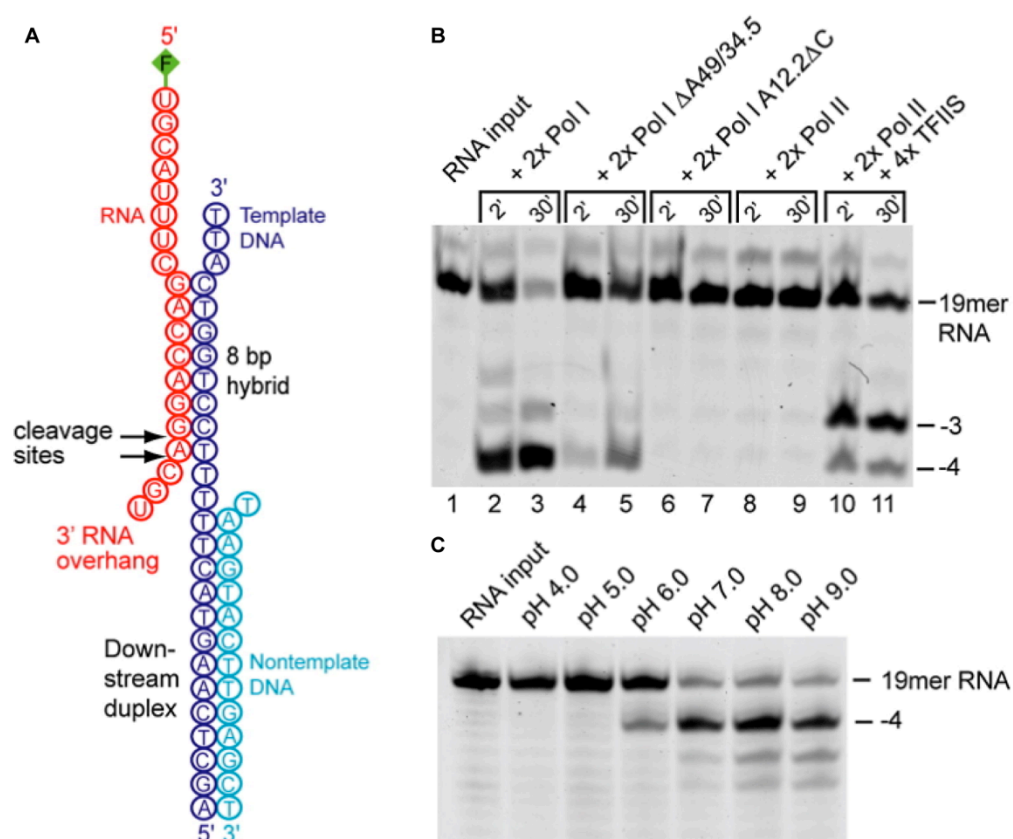 A
5'
F
U
G
C
A
U
U
U
C
G
A
C
C
A
G
G
A
C
G
U
RNA
3'
T
T
A
C
T
G
G
T
C
C
T
T
T
T
T
C
A
T
G
A
A
C
T
C
G
A
5'
Template
DNA
8 bp
hybrid
cleavage
sites
3' RNA
overhang
T
A
A
G
T
A
C
T
T
G
A
G
C
T
3'
Down-
stream
duplex
Nontemplate
DNA
B
RNA input
+ 2x Pol I
+ 2x Pol I ΔA49/34.5
+ 2x Pol I A12.2ΔC
+ 2x Pol II
+ 2x Pol II
+ 4x TFIIS
2' 30' 2' 30' 2' 30' 2' 30' 2' 30'
19mer
RNA
-3
-4
1 2 3 4 5 6 7 8 9 10 11
C
RNA input
pH 4.0
pH 5.0
pH 6.0
pH 7.0
pH 8.0
pH 9.0
19mer RNA
-4